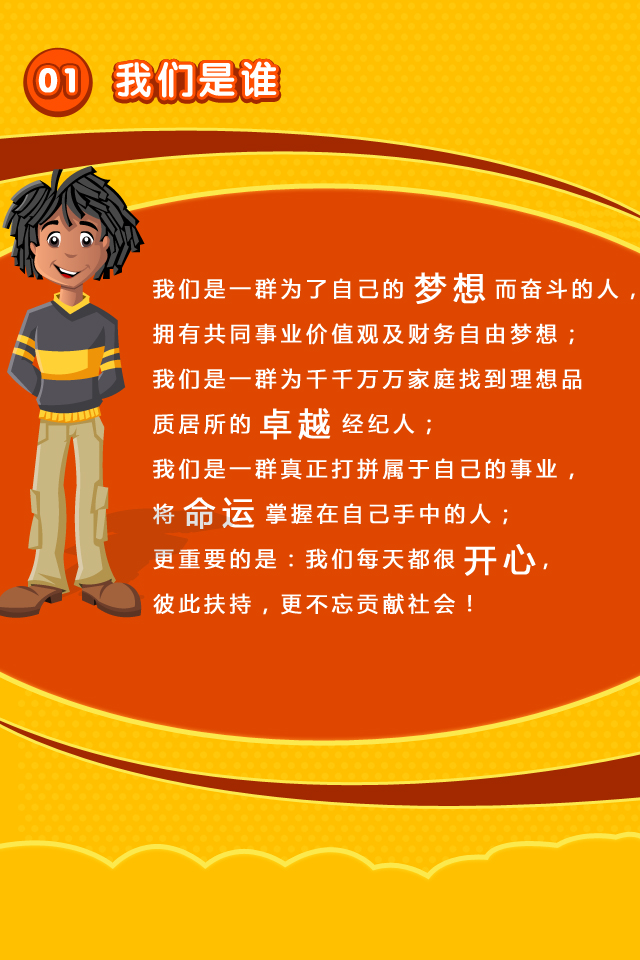 01 我们是谁
我们是一群为了自己的 梦想 而奋斗的人，
拥有共同事业价值观及财务自由梦想；
我们是一群为千千万万家庭找到理想品
质居所的 卓越 经纪人；
我们是一群真正打拼属于自己的事业，
将 命运 掌握在自己手中的人；
更重要的是：我们每天都很 开心，
彼此扶持，更不忘贡献社会！